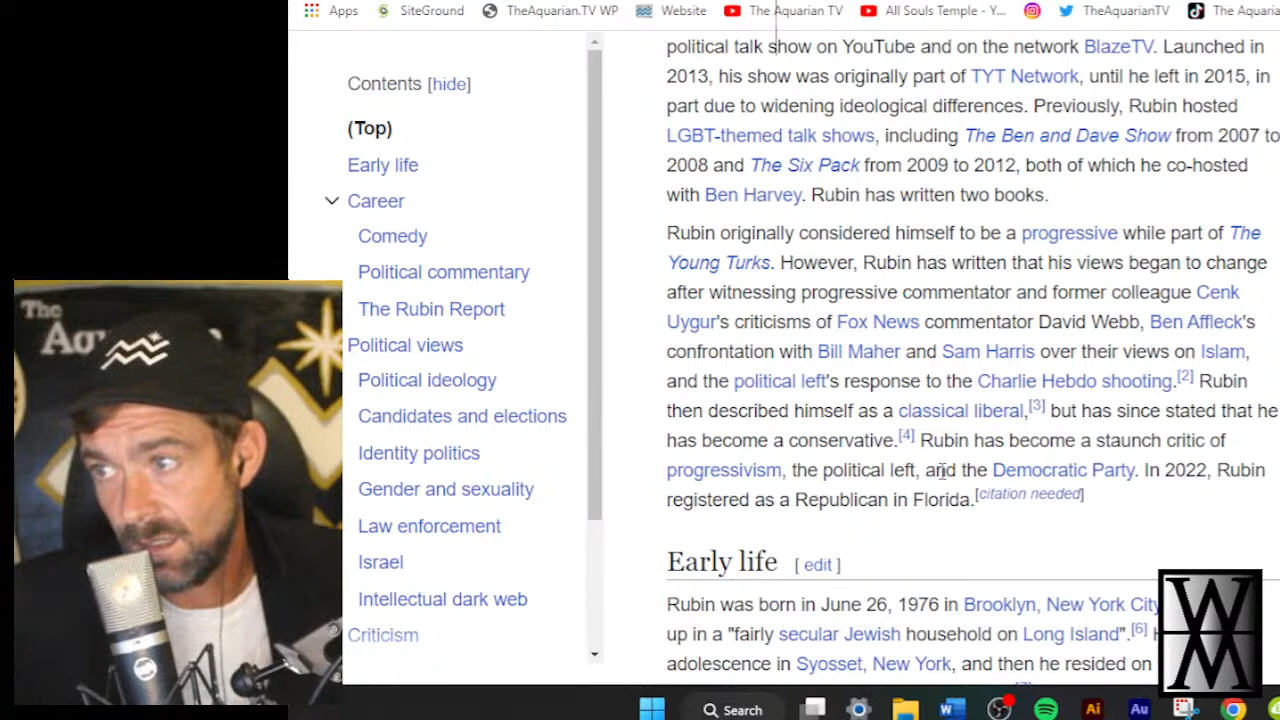 Apps SiteGround TheAquarian.TV WP Website The Aquarian TV All Souls Temple - Y... TheAquarianTV The Aquaria
Contents [hide]
(Top)
Early life
Career
Comedy
Political commentary
The Rubin Report
Political views
Political ideology
Candidates and elections
Identity politics
Gender and sexuality
Law enforcement
Israel
Intellectual dark web
Criticism
political talk show on YouTube and on the network BlazeTV. Launched in
2013, his show was originally part of TYT Network, until he left in 2015, in
part due to widening ideological differences. Previously, Rubin hosted
LGBT-themed talk shows, including The Ben and Dave Show from 2007 to
2008 and The Six Pack from 2009 to 2012, both of which he co-hosted
with Ben Harvey. Rubin has written two books.
Rubin originally considered himself to be a progressive while part of The
Young Turks. However, Rubin has written that his views began to change
after witnessing progressive commentator and former colleague Cenk
Uygur's criticisms of Fox News commentator David Webb, Ben Affleck's
confrontation with Bill Maher and Sam Harris over their views on Islam,
and the political left's response to the Charlie Hebdo shooting.[2] Rubin
then described himself as a classical liberal,[3] but has since stated that he
has become a conservative.[4] Rubin has become a staunch critic of
progressivism, the political left, and the Democratic Party. In 2022, Rubin
registered as a Republican in Florida.[citation needed]
Early life [ edit ]
Rubin was born in June 26, 1976 in Brooklyn, New York City
up in a "fairly secular Jewish household on Long Island".[6]
adolescence in Syosset, New York, and then he resided on
The
WM
Search
Ai
Au